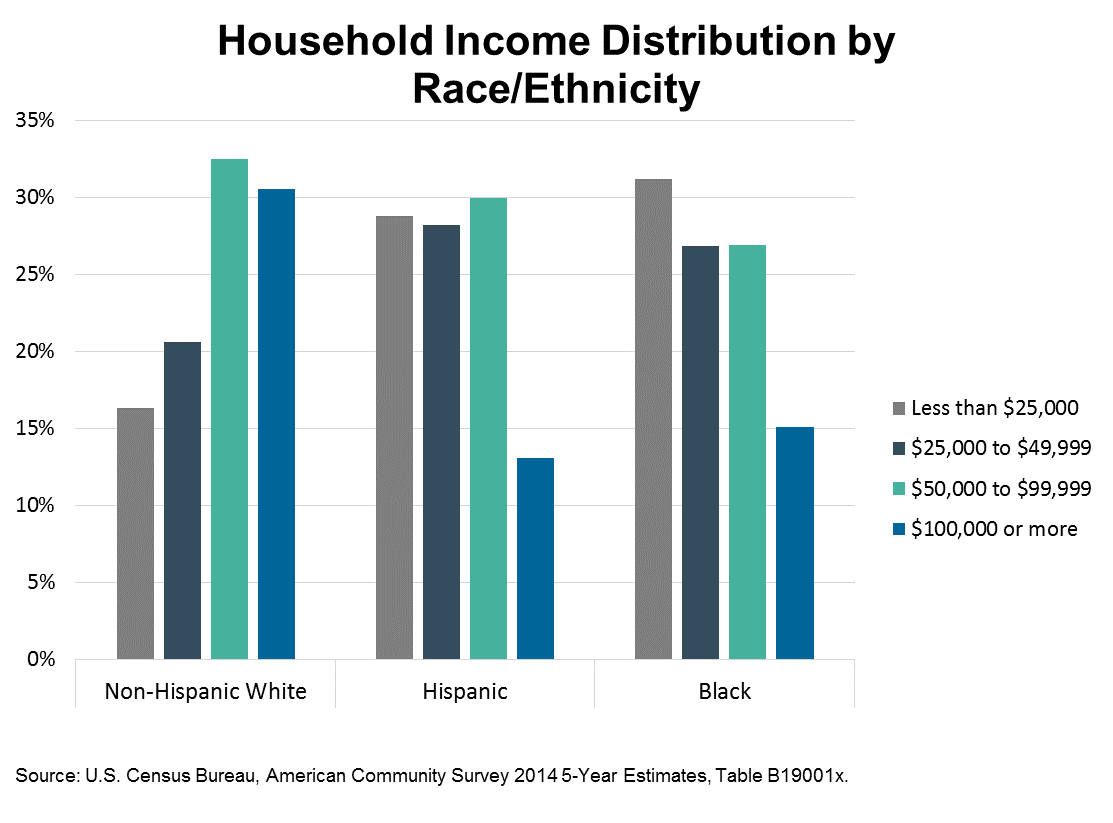 Household Income Distribution by
Race/Ethnicity
35%
30%
25%
20%
15%
10%
5%
0%
Non-Hispanic White
Hispanic
Black
Less than $25,000
$25,000 to $49,999
$50,000 to $99,999
$100,000 or more
Source: U.S. Census Bureau, American Community Survey 2014 5-Year Estimates, Table B19001x.